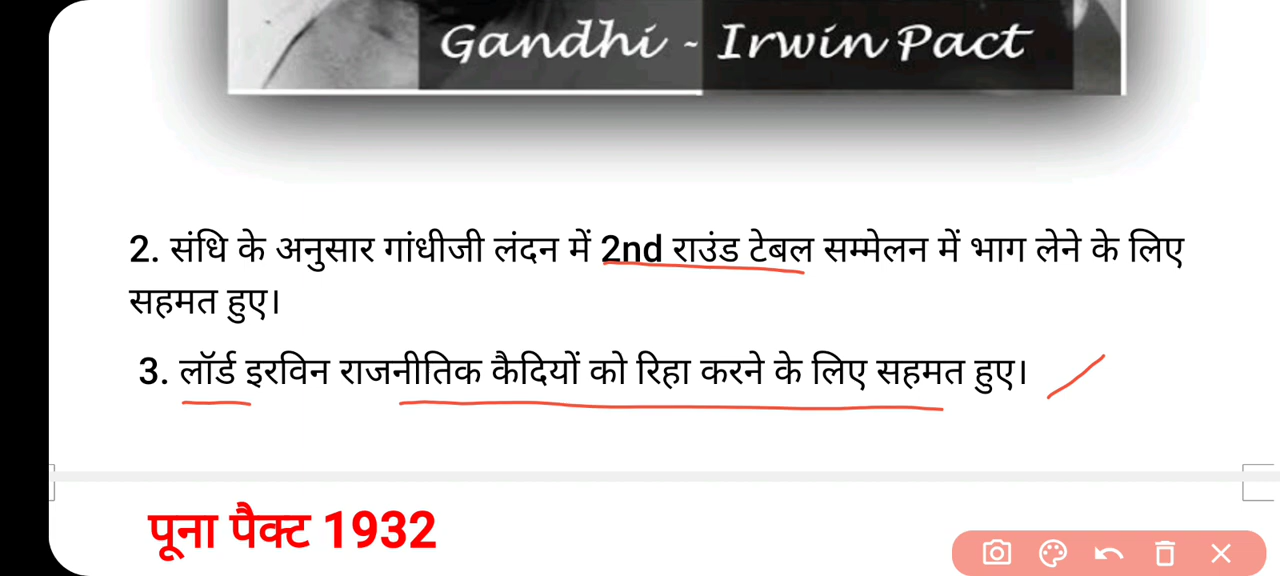 Gandhi - Irwin Pact
2. संधि के अनुसार गांधीजी लंदन में 2nd राउंड टेबल सम्मेलन में भाग लेने के लिए
सहमत हुए।
3. लॉर्ड इरविन राजनीतिक कैदियों को रिहा करने के लिए सहमत हुए।
पूना पैक्ट 1932